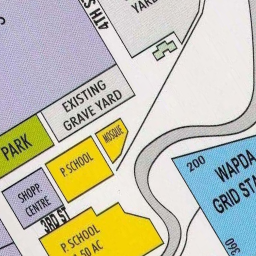 S
4TH S
YARD
EXISTING
GRAVE YARD
MOSQUE
PARK
P.SCHOOL
200
WAPDA
GRID STA
SHOPP
CENTRE
3RD ST
P.SCHOOL
.50 AC
360